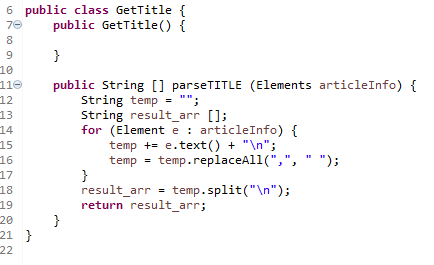 6 public class GetTitle {
7 public GetTitle() {
8
9 }
10
11 public String [] parseTITLE (Elements articleInfo) {
12 String temp = "";
13 String result_arr [];
14 for (Element e : articleInfo) {
15 temp += e.text() + "\n";
16 temp = temp.replaceAll(",", " ");
17 }
18 result_arr = temp.split("\n");
19 return result_arr;
20 }
21 }
22